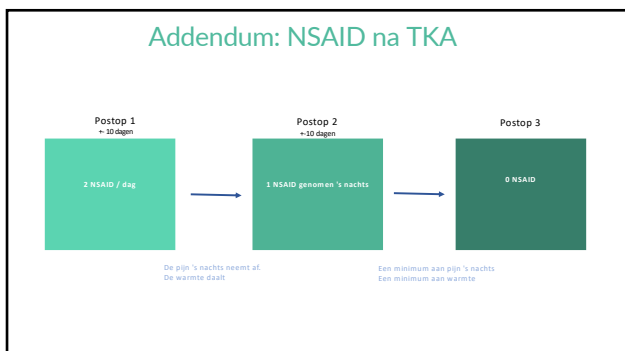 Addendum: NSAID na TKA
Postop 1
+- 10 dagen
Postop 2
+-10 dagen
Postop 3
2 NSAID / dag
1 NSAID genomen 's nachts
0 NSAID
De pijn 's nachts neemt af.
De warmte daalt
Een minimum aan pijn 's nachts
Een minimum aan warmte